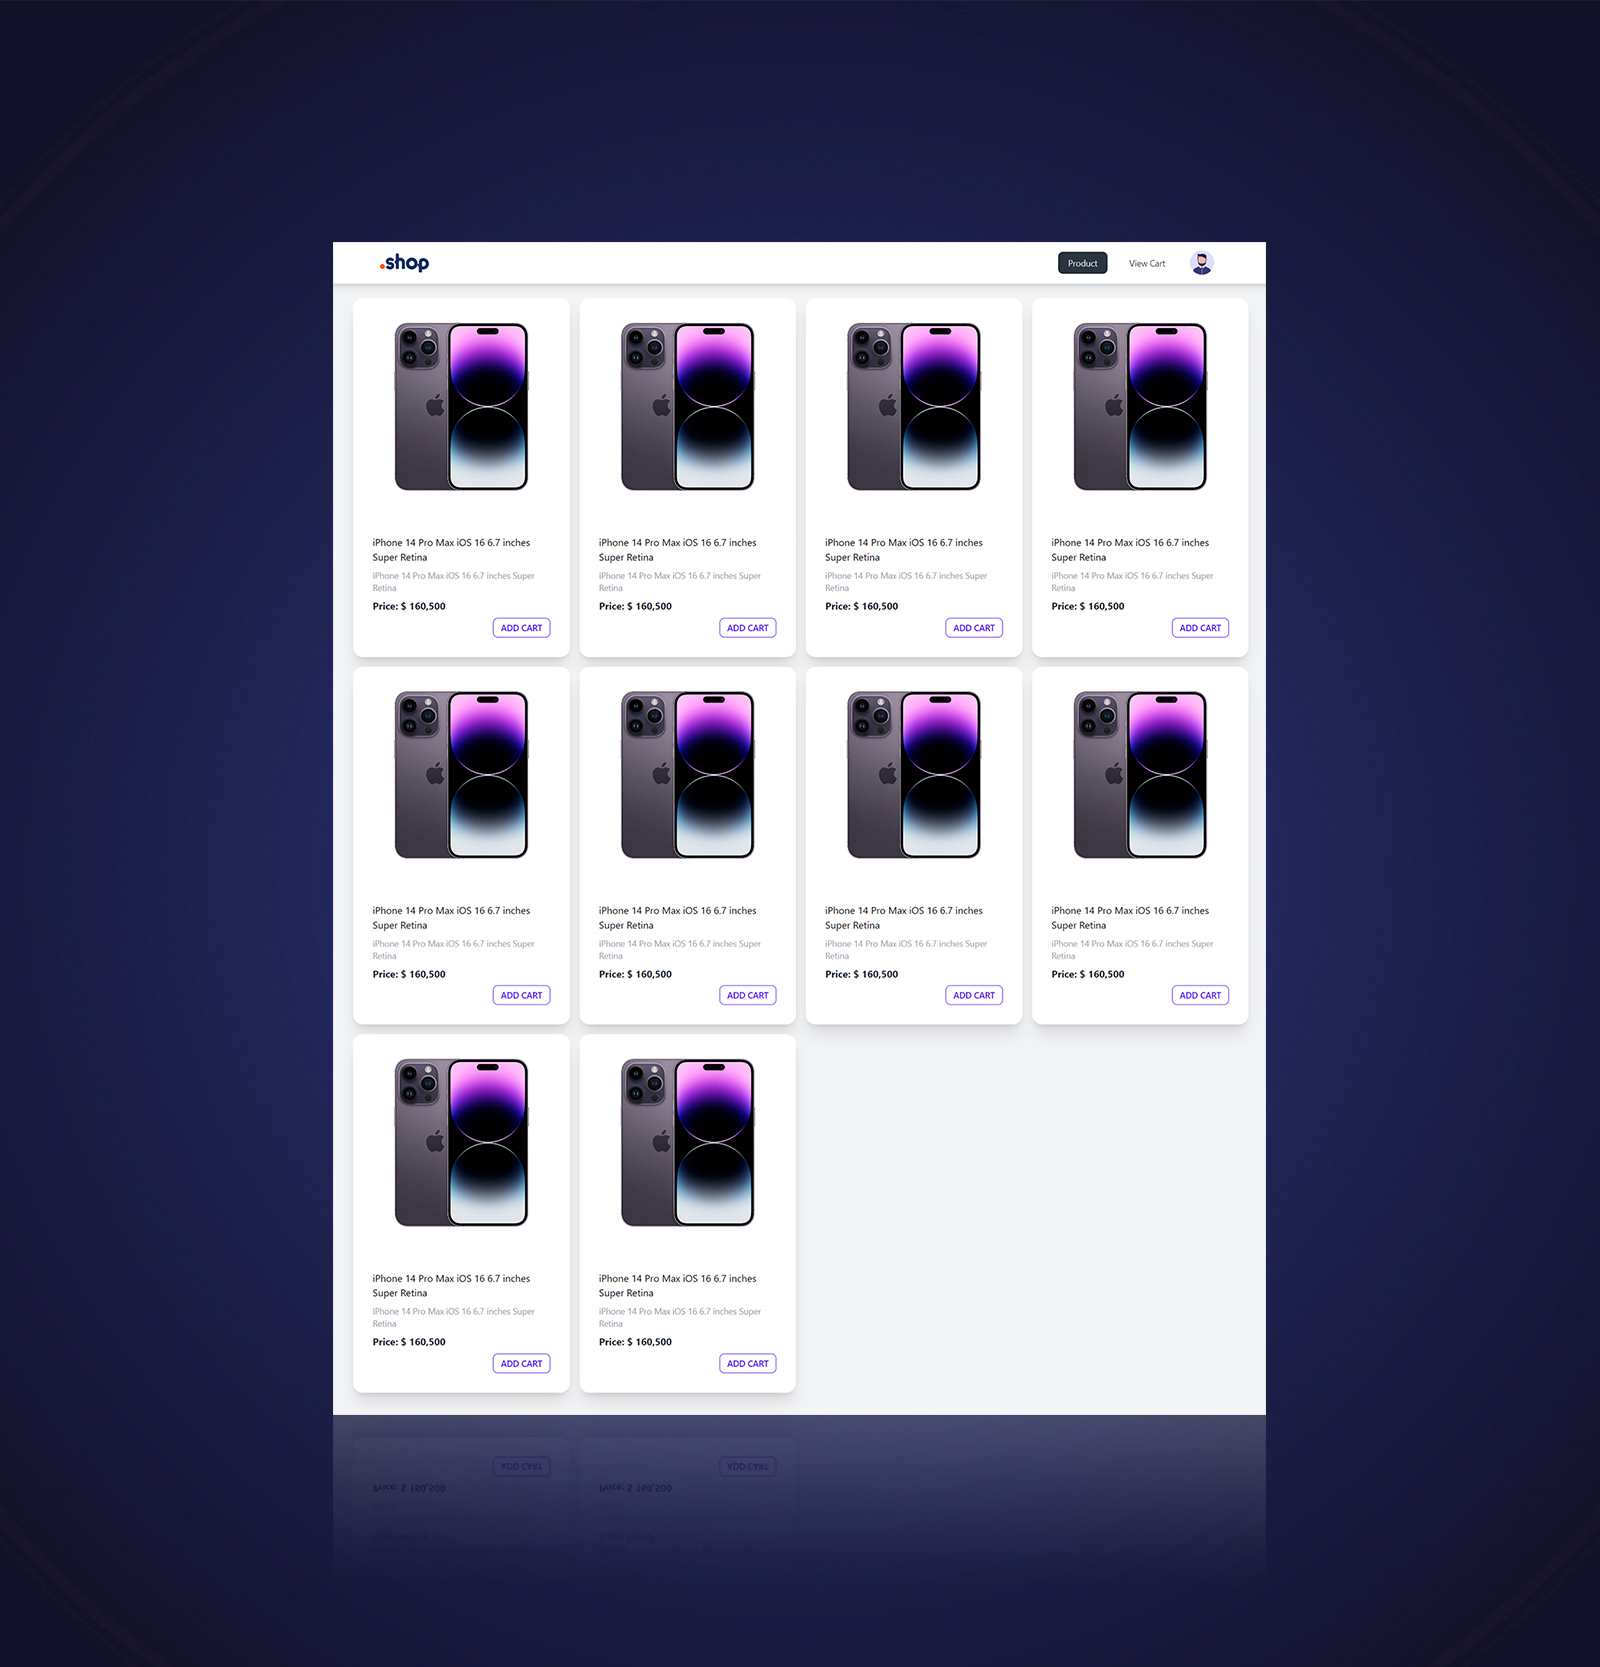 .shop
Product
View Cart
iPhone 14 Pro Max iOS 16 6.7 inches
Super Retina
iPhone 14 Pro Max iOS 16 6.7 inches Super
Retina
Price: $ 160,500
ADD CART
iPhone 14 Pro Max iOS 16 6.7 inches
Super Retina
iPhone 14 Pro Max iOS 16 6.7 inches Super
Retina
Price: $ 160,500
ADD CART
iPhone 14 Pro Max iOS 16 6.7 inches
Super Retina
iPhone 14 Pro Max iOS 16 6.7 inches Super
Retina
Price: $ 160,500
ADD CART
iPhone 14 Pro Max iOS 16 6.7 inches
Super Retina
iPhone 14 Pro Max iOS 16 6.7 inches Super
Retina
Price: $ 160,500
ADD CART
iPhone 14 Pro Max iOS 16 6.7 inches
Super Retina
iPhone 14 Pro Max iOS 16 6.7 inches Super
Retina
Price: $ 160,500
ADD CART
iPhone 14 Pro Max iOS 16 6.7 inches
Super Retina
iPhone 14 Pro Max iOS 16 6.7 inches Super
Retina
Price: $ 160,500
ADD CART
iPhone 14 Pro Max iOS 16 6.7 inches
Super Retina
iPhone 14 Pro Max iOS 16 6.7 inches Super
Retina
Price: $ 160,500
ADD CART
iPhone 14 Pro Max iOS 16 6.7 inches
Super Retina
iPhone 14 Pro Max iOS 16 6.7 inches Super
Retina
Price: $ 160,500
ADD CART
iPhone 14 Pro Max iOS 16 6.7 inches
Super Retina
iPhone 14 Pro Max iOS 16 6.7 inches Super
Retina
Price: $ 160,500
ADD CART
iPhone 14 Pro Max iOS 16 6.7 inches
Super Retina
iPhone 14 Pro Max iOS 16 6.7 inches Super
Retina
Price: $ 160,500
ADD CART